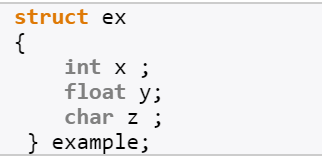 struct ex
{
    int x ;
    float y;
    char z ;
 } example;